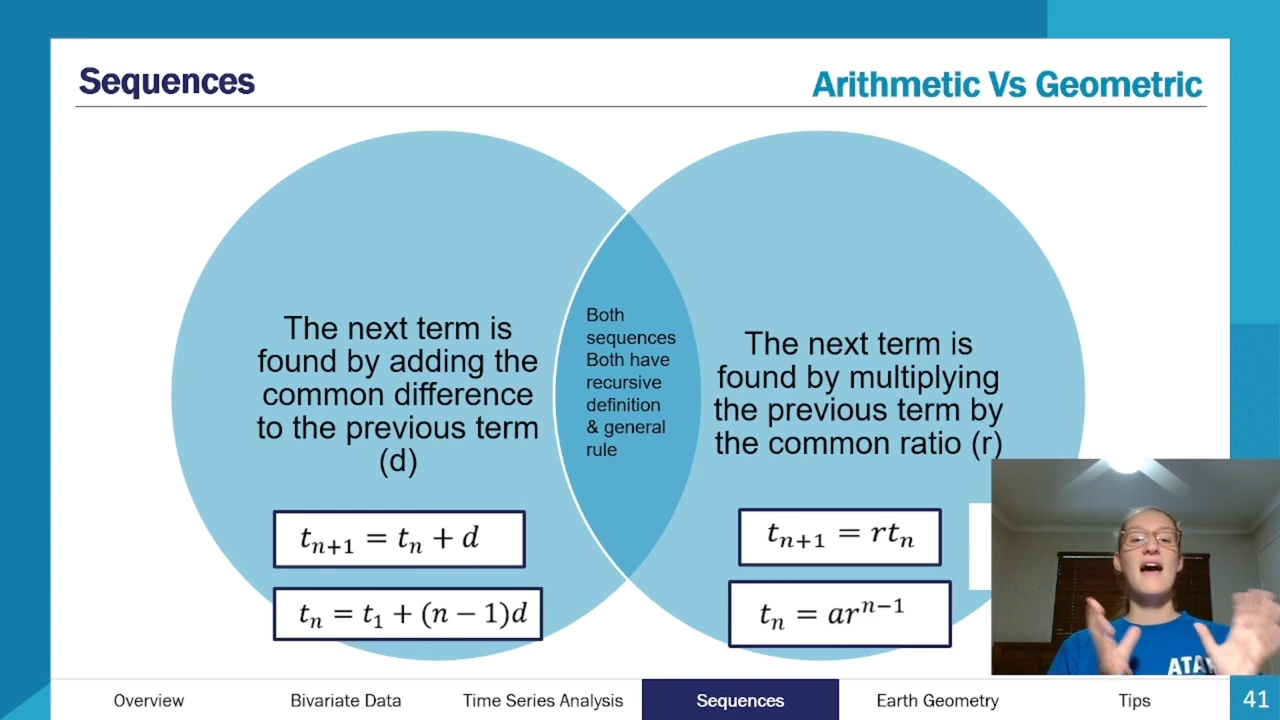 Sequences
Arithmetic Vs Geometric
The next term is
found by adding the
common difference
to the previous term
(d)
t_{n+1} = t_n + d
t_n = t_1 + (n − 1)d
Both
sequences
Both have
recursive
definition
& general
rule
The next term is
found by multiplying
the previous term by
the common ratio (r)
t_{n+1} = rt_n
t_n = ar^{n−1}
Overview
Bivariate Data
Time Series Analysis
Sequences
Earth Geometry
Tips
41